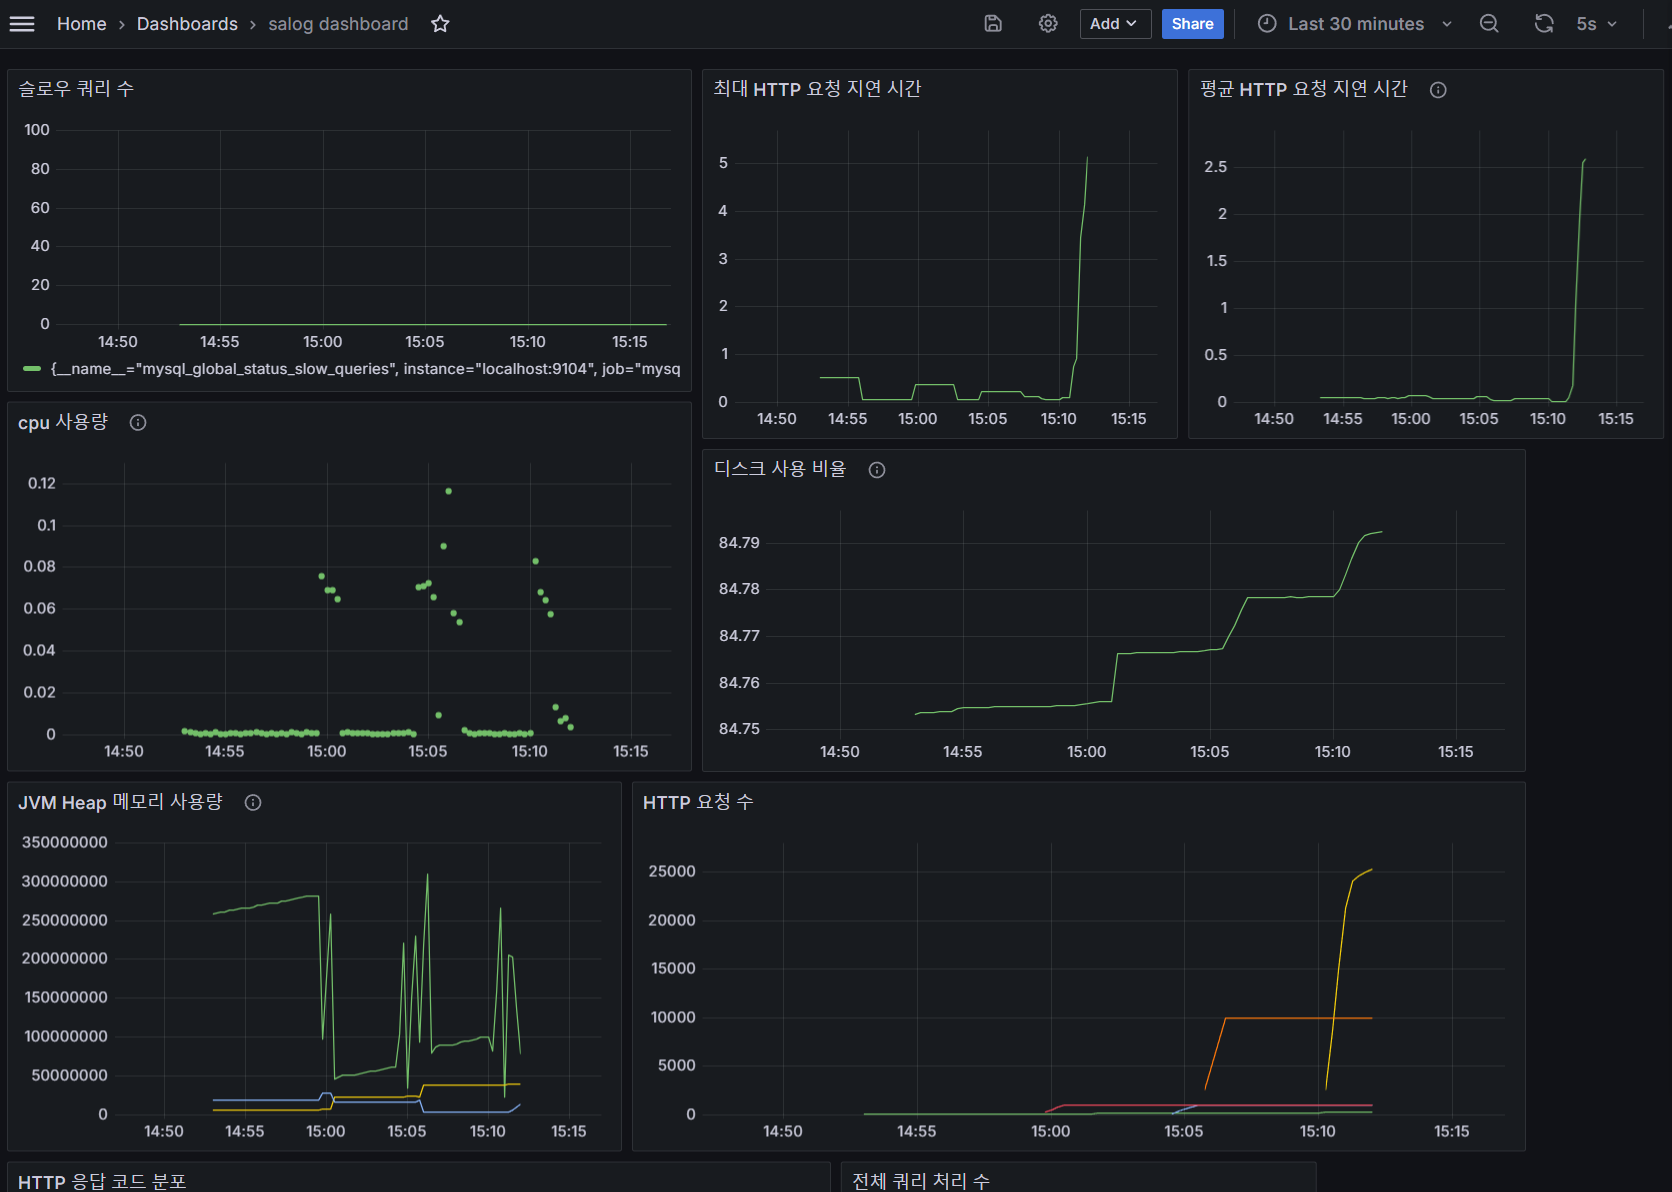 Home > Dashboards > salog dashboard
Add
Share
Last 30 minutes
5s
슬로우 쿼리 수
100
80
60
40
20
0
14:50 14:55 15:00 15:05 15:10 15:15
{__name__="mysql_global_status_slow_queries", instance="localhost:9104", job="mysq
최대 HTTP 요청 지연 시간
5
4
3
2
1
0
14:50 14:55 15:00 15:05 15:10 15:15
평균 HTTP 요청 지연 시간
2.5
2
1.5
1
0.5
0
14:50 14:55 15:00 15:05 15:10 15:15
cpu 사용량
0.12
0.1
0.08
0.06
0.04
0.02
0
14:50 14:55 15:00 15:05 15:10 15:15
디스크 사용 비율
84.79
84.78
84.77
84.76
84.75
14:50 14:55 15:00 15:05 15:10 15:15
JVM Heap 메모리 사용량
350000000
300000000
250000000
200000000
150000000
100000000
50000000
0
14:50 14:55 15:00 15:05 15:10 15:15
HTTP 요청 수
25000
20000
15000
10000
5000
0
14:50 14:55 15:00 15:05 15:10 15:15
HTTP 응답 코드 분포
전체 쿼리 처리 수